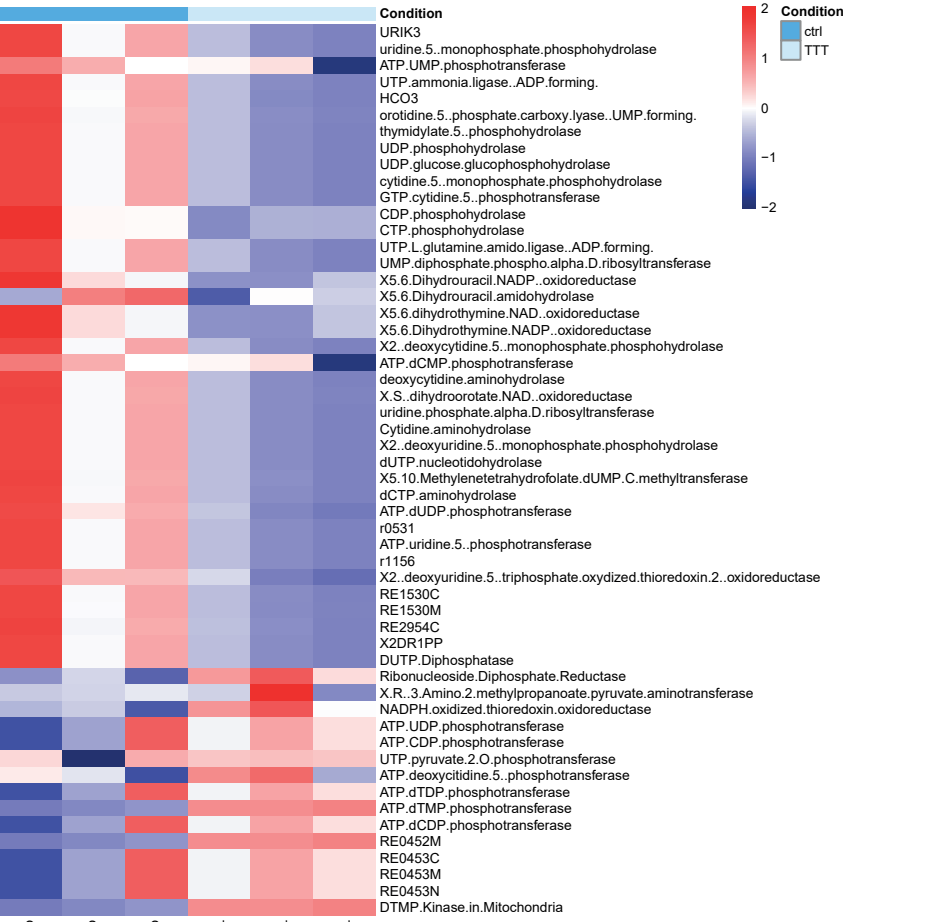 Condition
URIK3
uridine.5..monophosphate.phosphohydrolase
ATP.UMP.phosphotransferase
UTP.ammonia.ligase..ADP.forming.
HCO3
orotidine.5..phosphate.carboxy.lyase..UMP.forming.
thymidylate.5..phosphohydrolase
UDP.phosphohydrolase
UDP.glucose.glucophosphohydrolase
cytidine.5..monophosphate.phosphohydrolase
GTP.cytidine.5..phosphotransferase
CDP.phosphohydrolase
CTP.phosphohydrolase
UTP.L.glutamine.amido.ligase..ADP.forming.
UMP.diphosphate.phospho.alpha.D.ribosyltransferase
X5.6.Dihydrouracil.NADP..oxidoreductase
X5.6.Dihydrouracil.amidohydrolase
X5.6.dihydrothymine.NAD..oxidoreductase
X5.6.Dihydrothymine.NADP..oxidoreductase
X2..deoxycytidine.5..monophosphate.phosphohydrolase
ATP.dCMP.phosphotransferase
deoxycytidine.aminohydrolase
X.S..dihydroorotate.NAD..oxidoreductase
uridine.phosphate.alpha.D.ribosyltransferase
Cytidine.aminohydrolase
X2..deoxyuridine.5..monophosphate.phosphohydrolase
dUTP.nucleotidohydrolase
X5.10.Methylenetetrahydrofolate.dUMP.C.methyltransferase
dCTP.aminohydrolase
ATP.dUDP.phosphotransferase
r0531
ATP.uridine.5..phosphotransferase
r1156
X2..deoxyuridine.5..triphosphate.oxydized.thioredoxin.2..oxidoreductase
RE1530C
RE1530M
RE2954C
X2DR1PP
DUTP.Diphosphatase
Ribonucleoside.Diphosphate.Reductase
X.R..3.Amino.2.methylpropanoate.pyruvate.aminotransferase
NADPH.oxidized.thioredoxin.oxidoreductase
ATP.UDP.phosphotransferase
ATP.CDP.phosphotransferase
UTP.pyruvate.2.O.phosphotransferase
ATP.deoxycitidine.5..phosphotransferase
ATP.dTDP.phosphotransferase
ATP.dTMP.phosphotransferase
ATP.dCDP.phosphotransferase
RE0452M
RE0453C
RE0453M
RE0453N
DTMP.Kinase.in.Mitochondria
2
1
0
−1
−2
Condition
ctrl
TTT